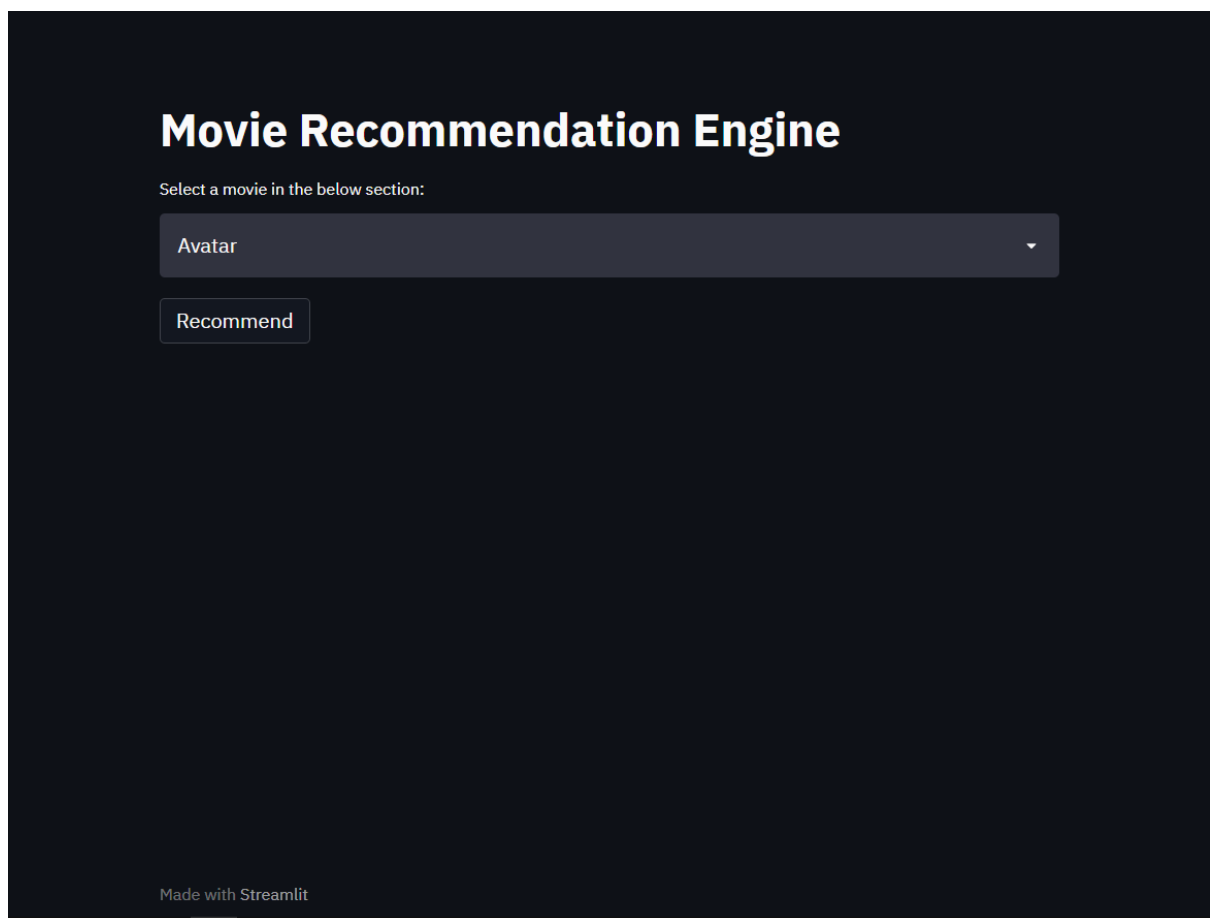 Movie Recommendation Engine
Select a movie in the below section:
Avatar
Recommend
Made with Streamlit